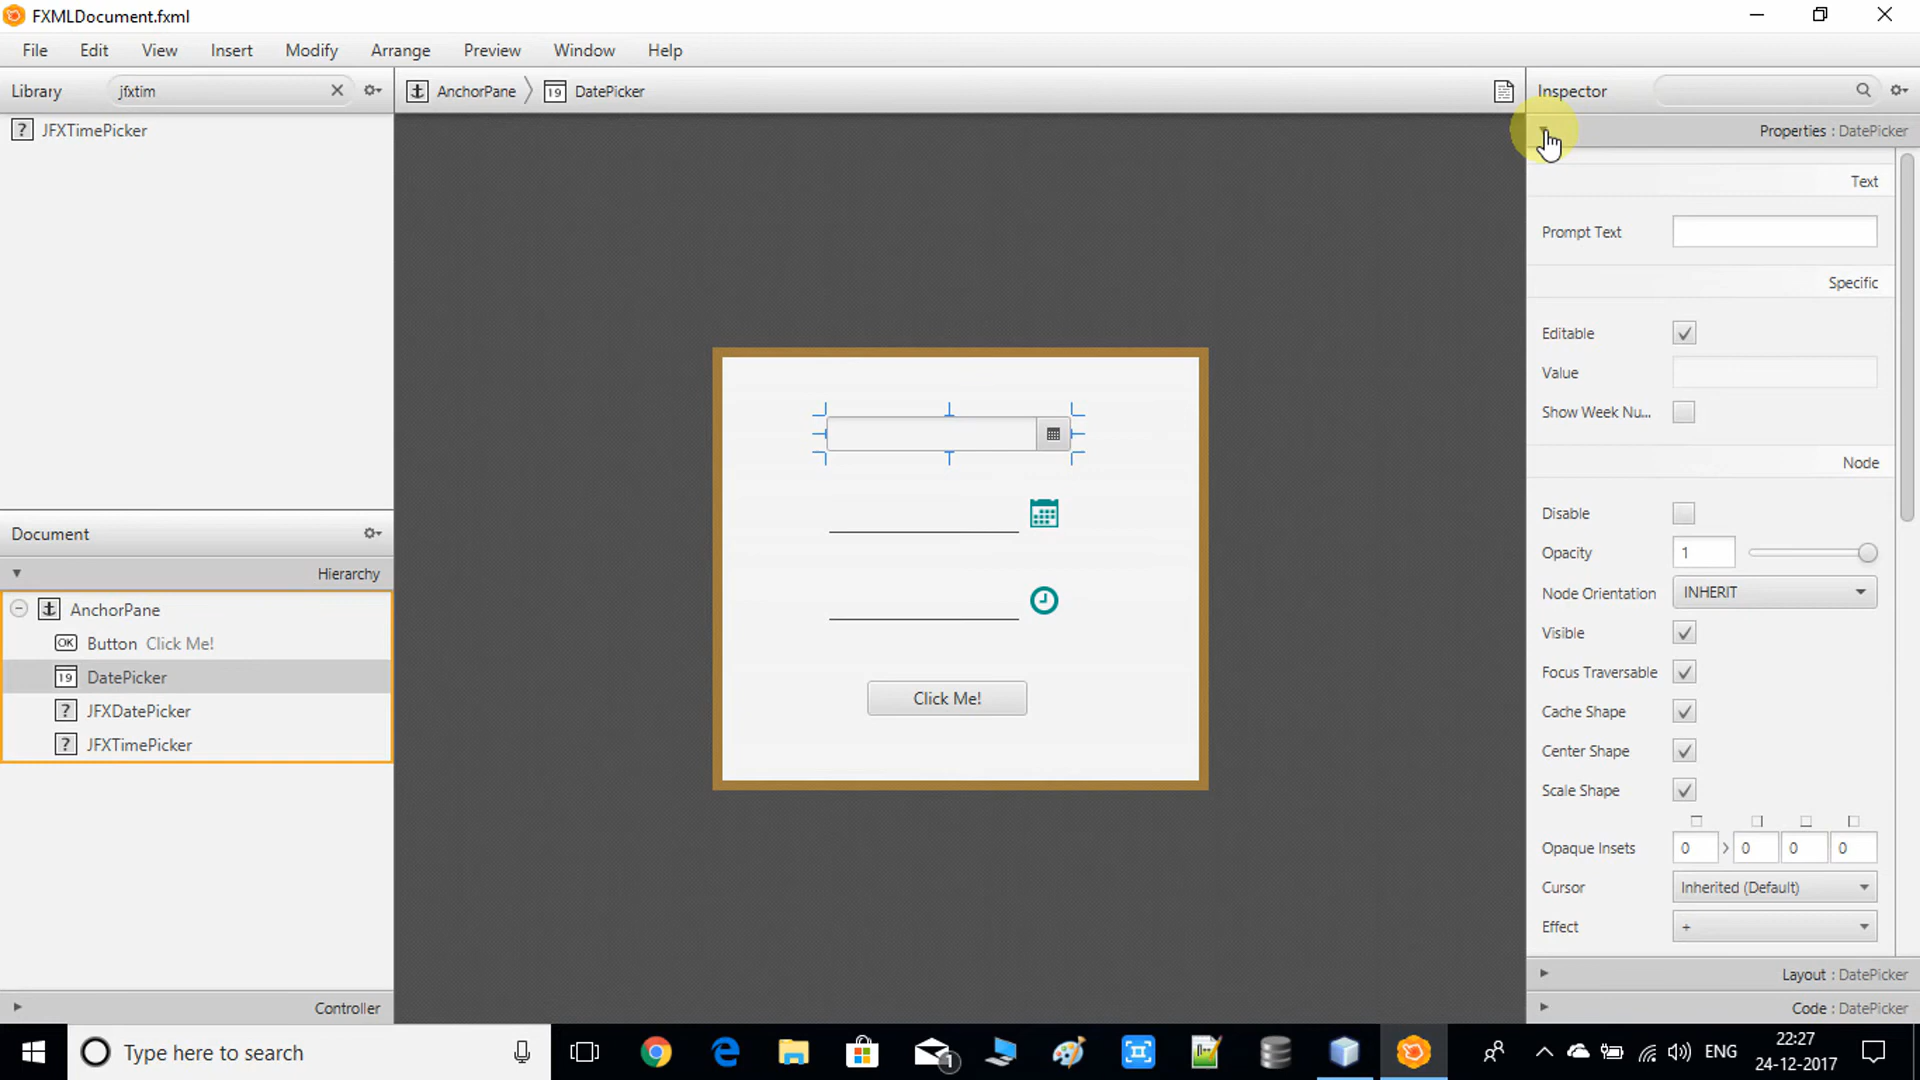 FXMLDocument.fxml
File Edit View Insert Modify Arrange Preview Window Help
Library jfxtim
AnchorPane DatePicker
Inspector
JFXTimePicker
Properties : DatePicker
Text
Prompt Text
Specific
Editable
Value
Show Week Nu...
Node
Disable
Opacity 1
Node Orientation INHERIT
Visible
Focus Traversable
Cache Shape
Center Shape
Scale Shape
Opaque Insets 0 0 0 0
Cursor Inherited (Default)
Effect +
Layout : DatePicker
Code : DatePicker
Click Me!
Document
Hierarchy
AnchorPane
OK Button Click Me!
19 DatePicker
? JFXDatePicker
? JFXTimePicker
Controller
Type here to search
1
ENG
22:27
24-12-2017